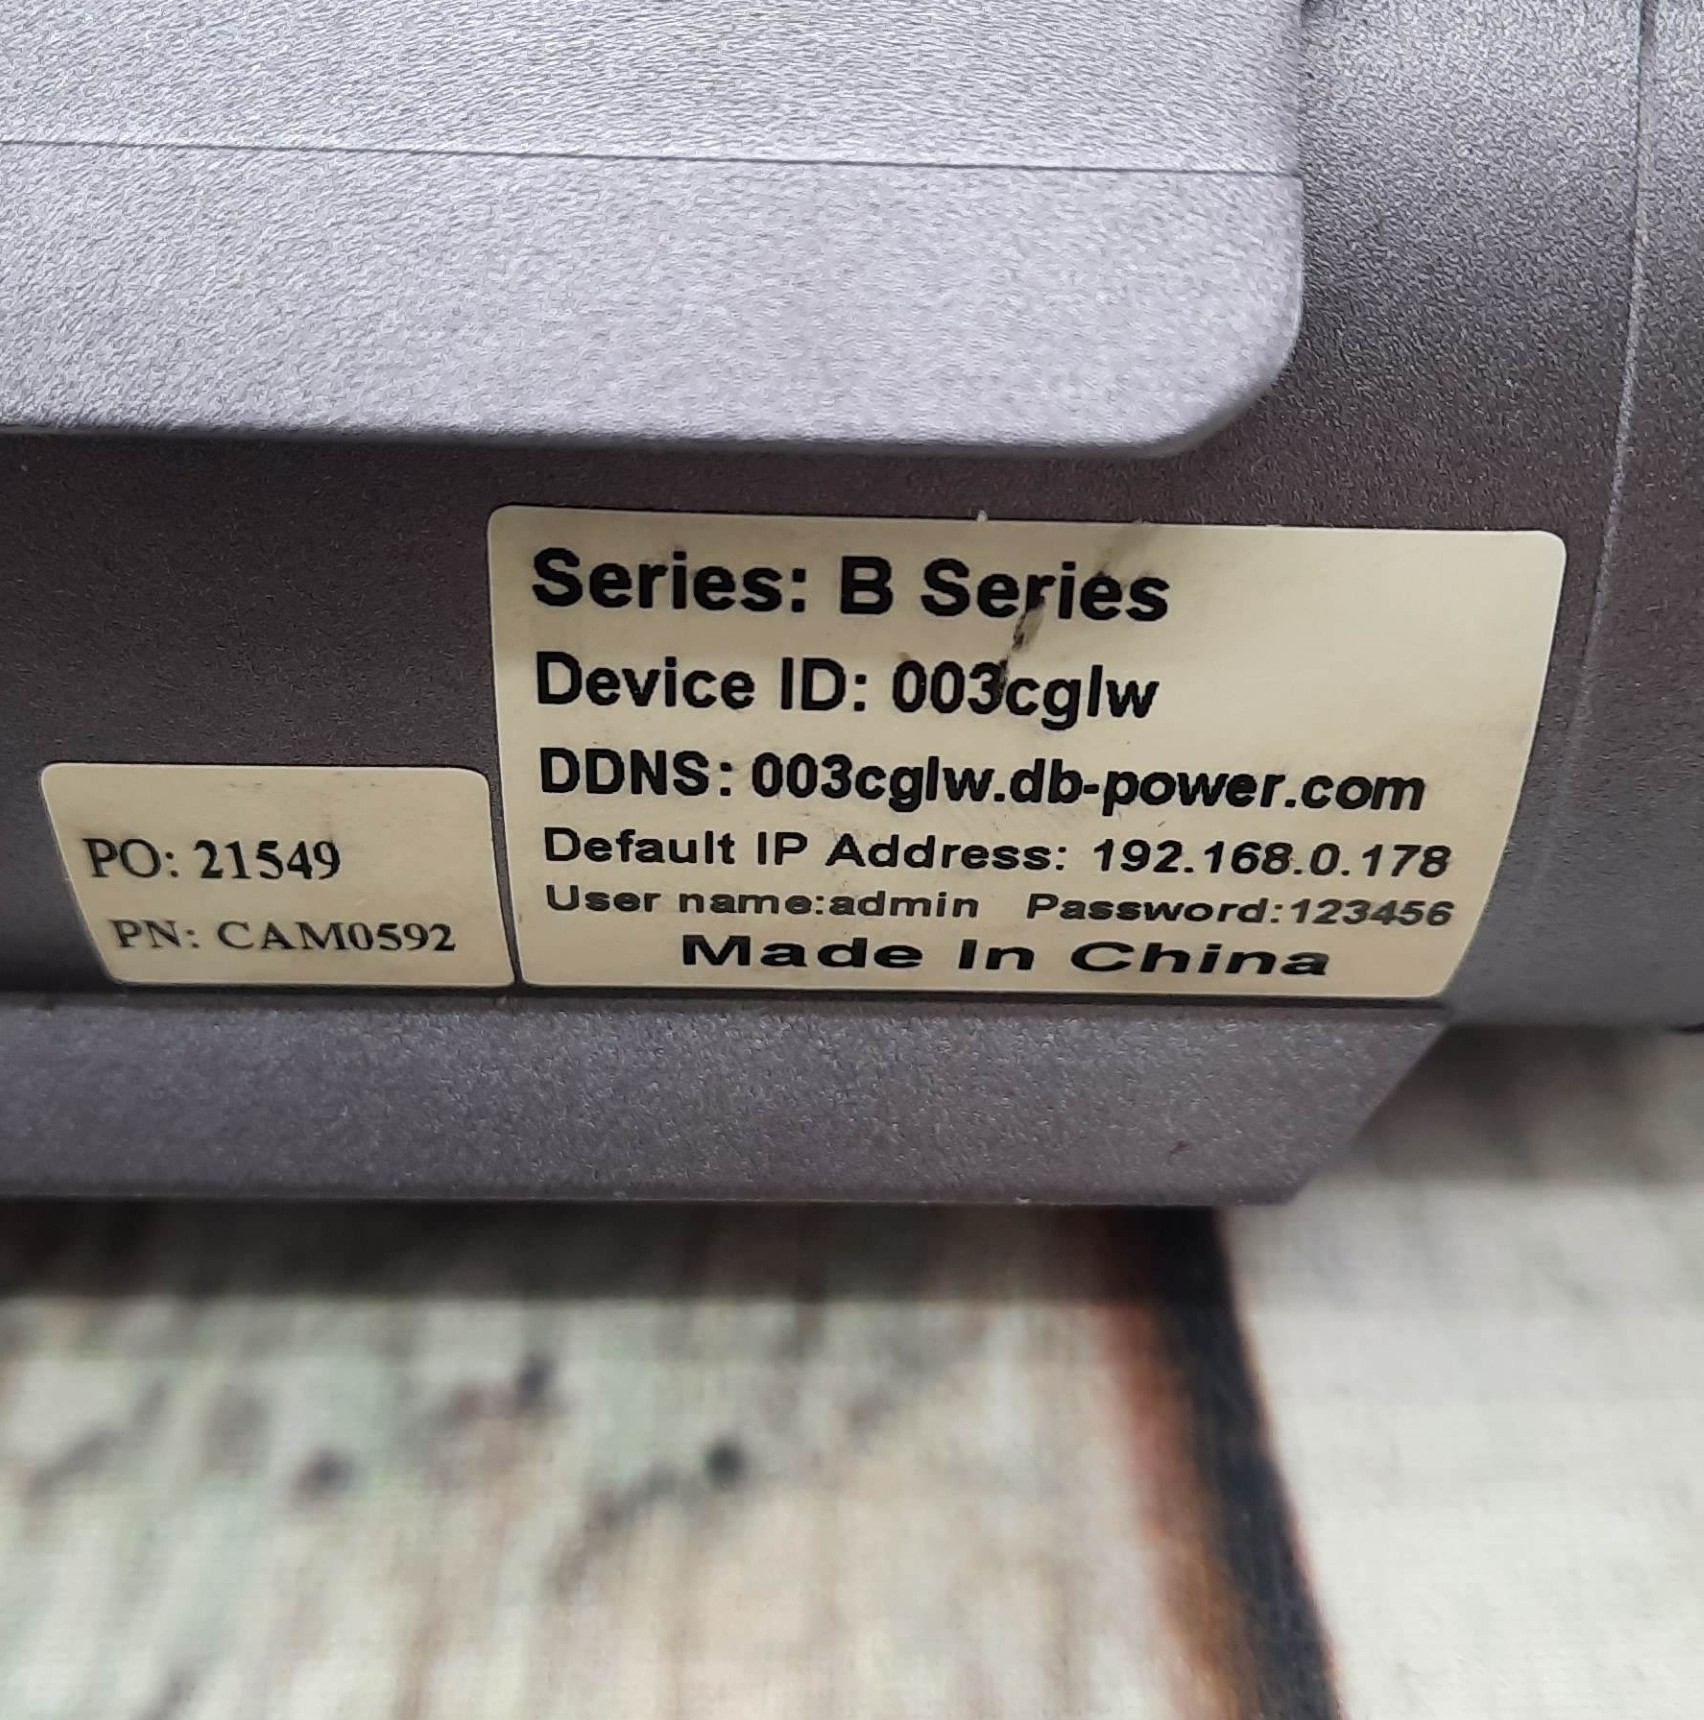 Series: B Series
Device ID: 003cglw
DDNS: 003cglw.db-power.com
Default IP Address: 192.168.0.178
User name:admin Password:123456
Made In China
PO: 21549
PN: CAM0592